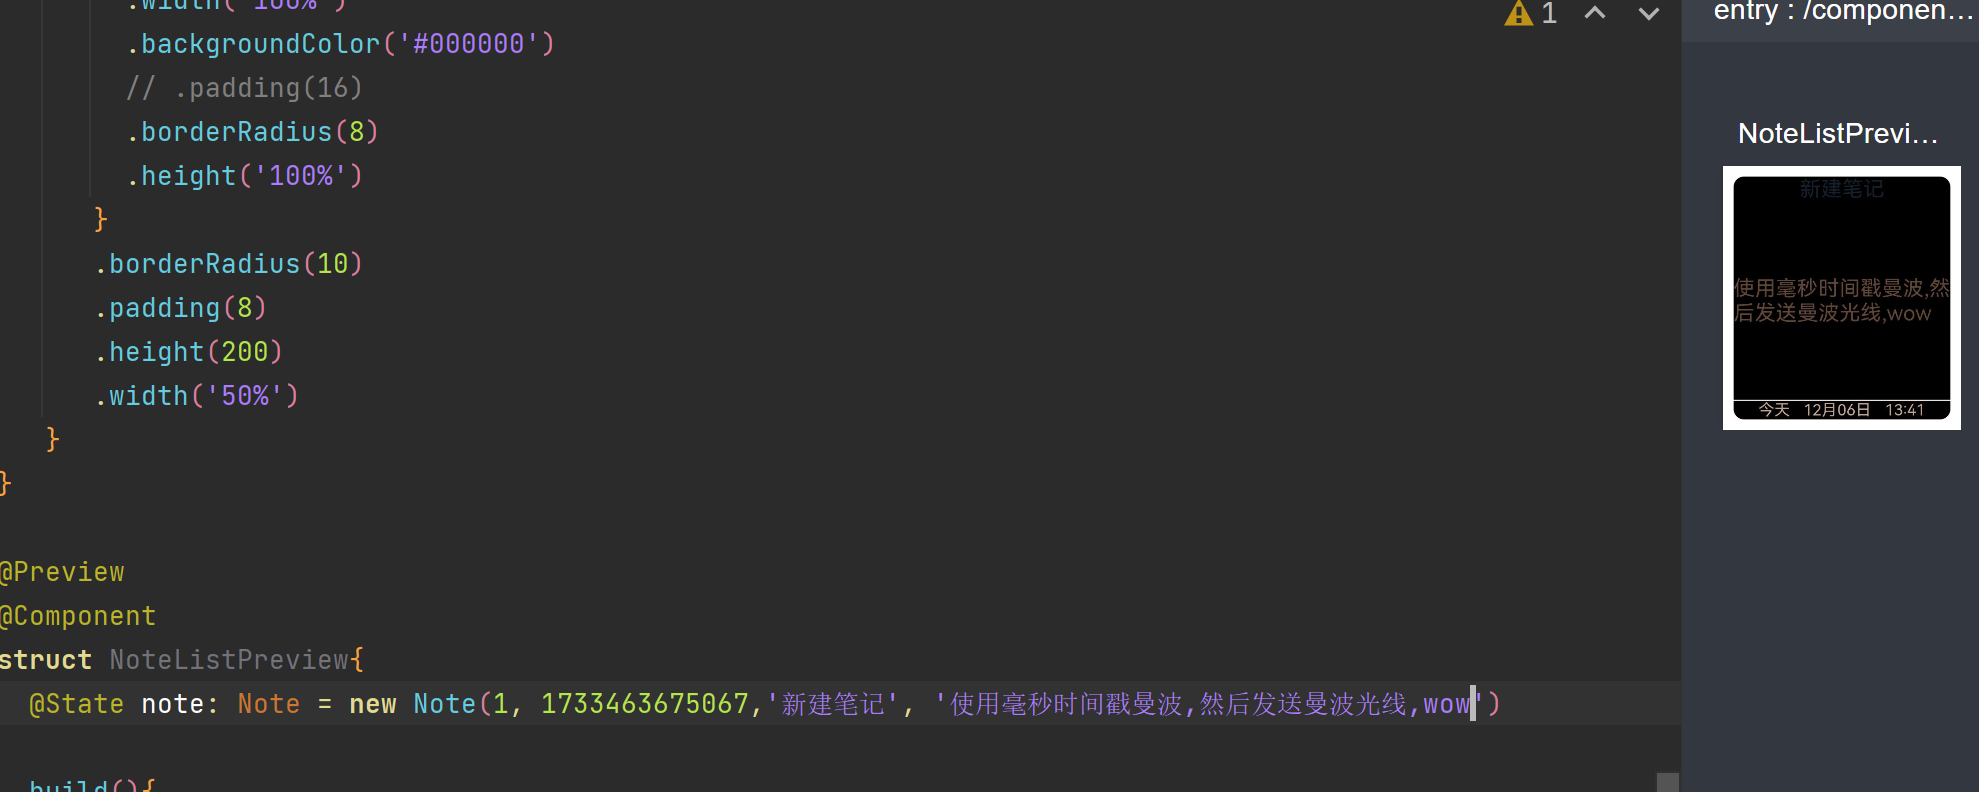 .width('100%')
.backgroundColor('#000000')
// .padding(16)
.borderRadius(8)
.height('100%')
}
.borderRadius(10)
.padding(8)
.height(200)
.width('50%')
}
}
@Preview
@Component
struct NoteListPreview{
@State note: Note = new Note(1, 1733463675067,'新建笔记', '使用毫秒时间戳曼波,然后发送曼波光线,wow')
build(){
1
entry : /componen...
NoteListPrevi...
新建笔记
使用毫秒时间戳曼波,然
后发送曼波光线,wow
今天 12月06日 13:41